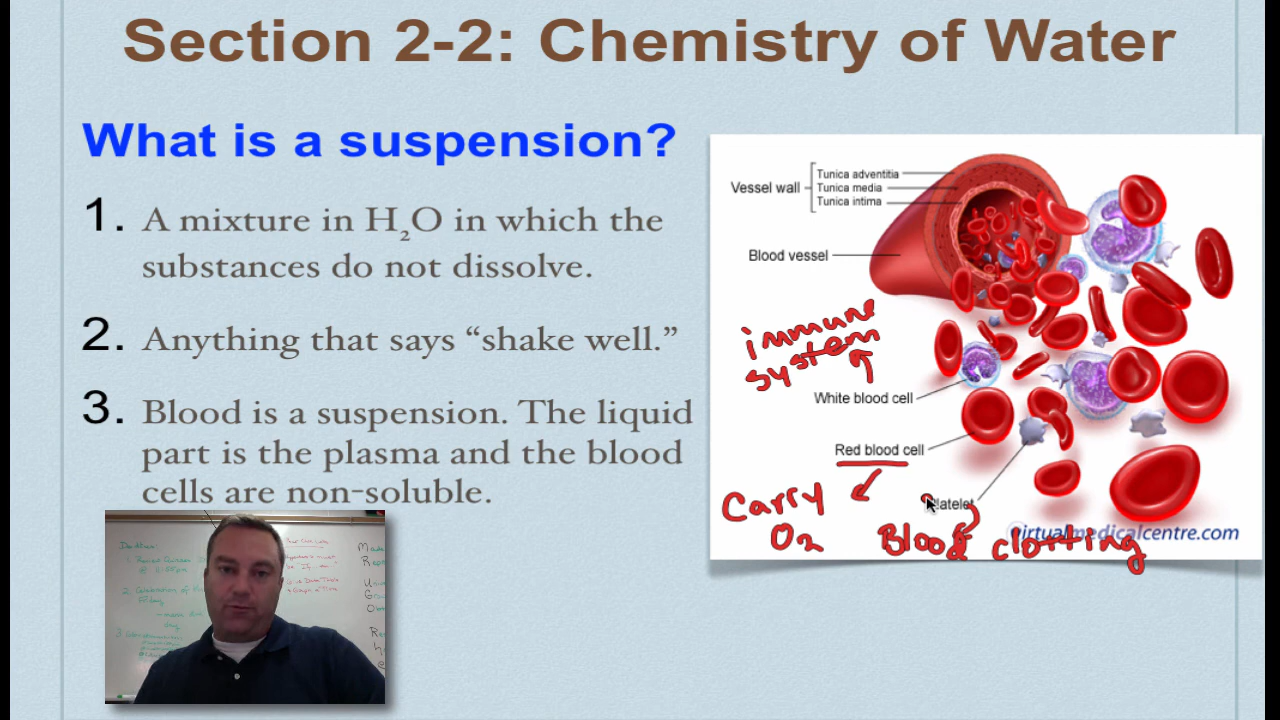 Section 2-2: Chemistry of Water
What is a suspension?
1. A mixture in H₂O in which the
substances do not dissolve.
2. Anything that says “shake well.”
3. Blood is a suspension. The liquid
part is the plasma and the blood
cells are non-soluble.
Vessel wall
Tunica adventitia
Tunica media
Tunica intima
Blood vessel
immune
system
White blood cell
Red blood cell
Platelet
Carry
O₂
Blood clotting
virtualmedicalcentre.com